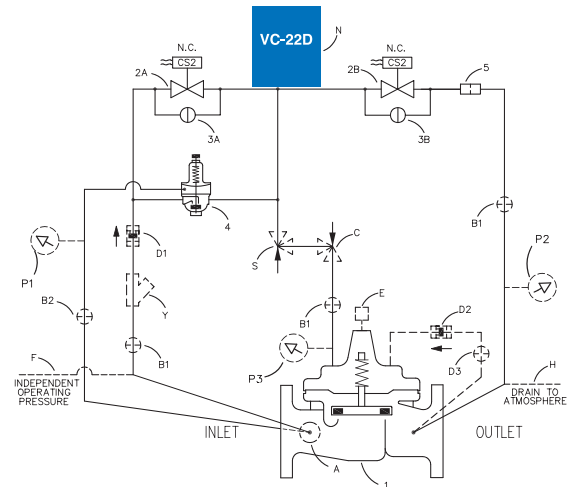 VC-22D
N
N.C.
CS2
2A
3A
N.C.
CS2
2B
3B
5
4
P1
D1
B2
Y
B1
F
INDEPENDENT
OPERATING
PRESSURE
S
C
B1
E
P3
D2
D3
B1
P2
H
DRAIN TO
ATMOSPHERE
INLET
OUTLET
A
1